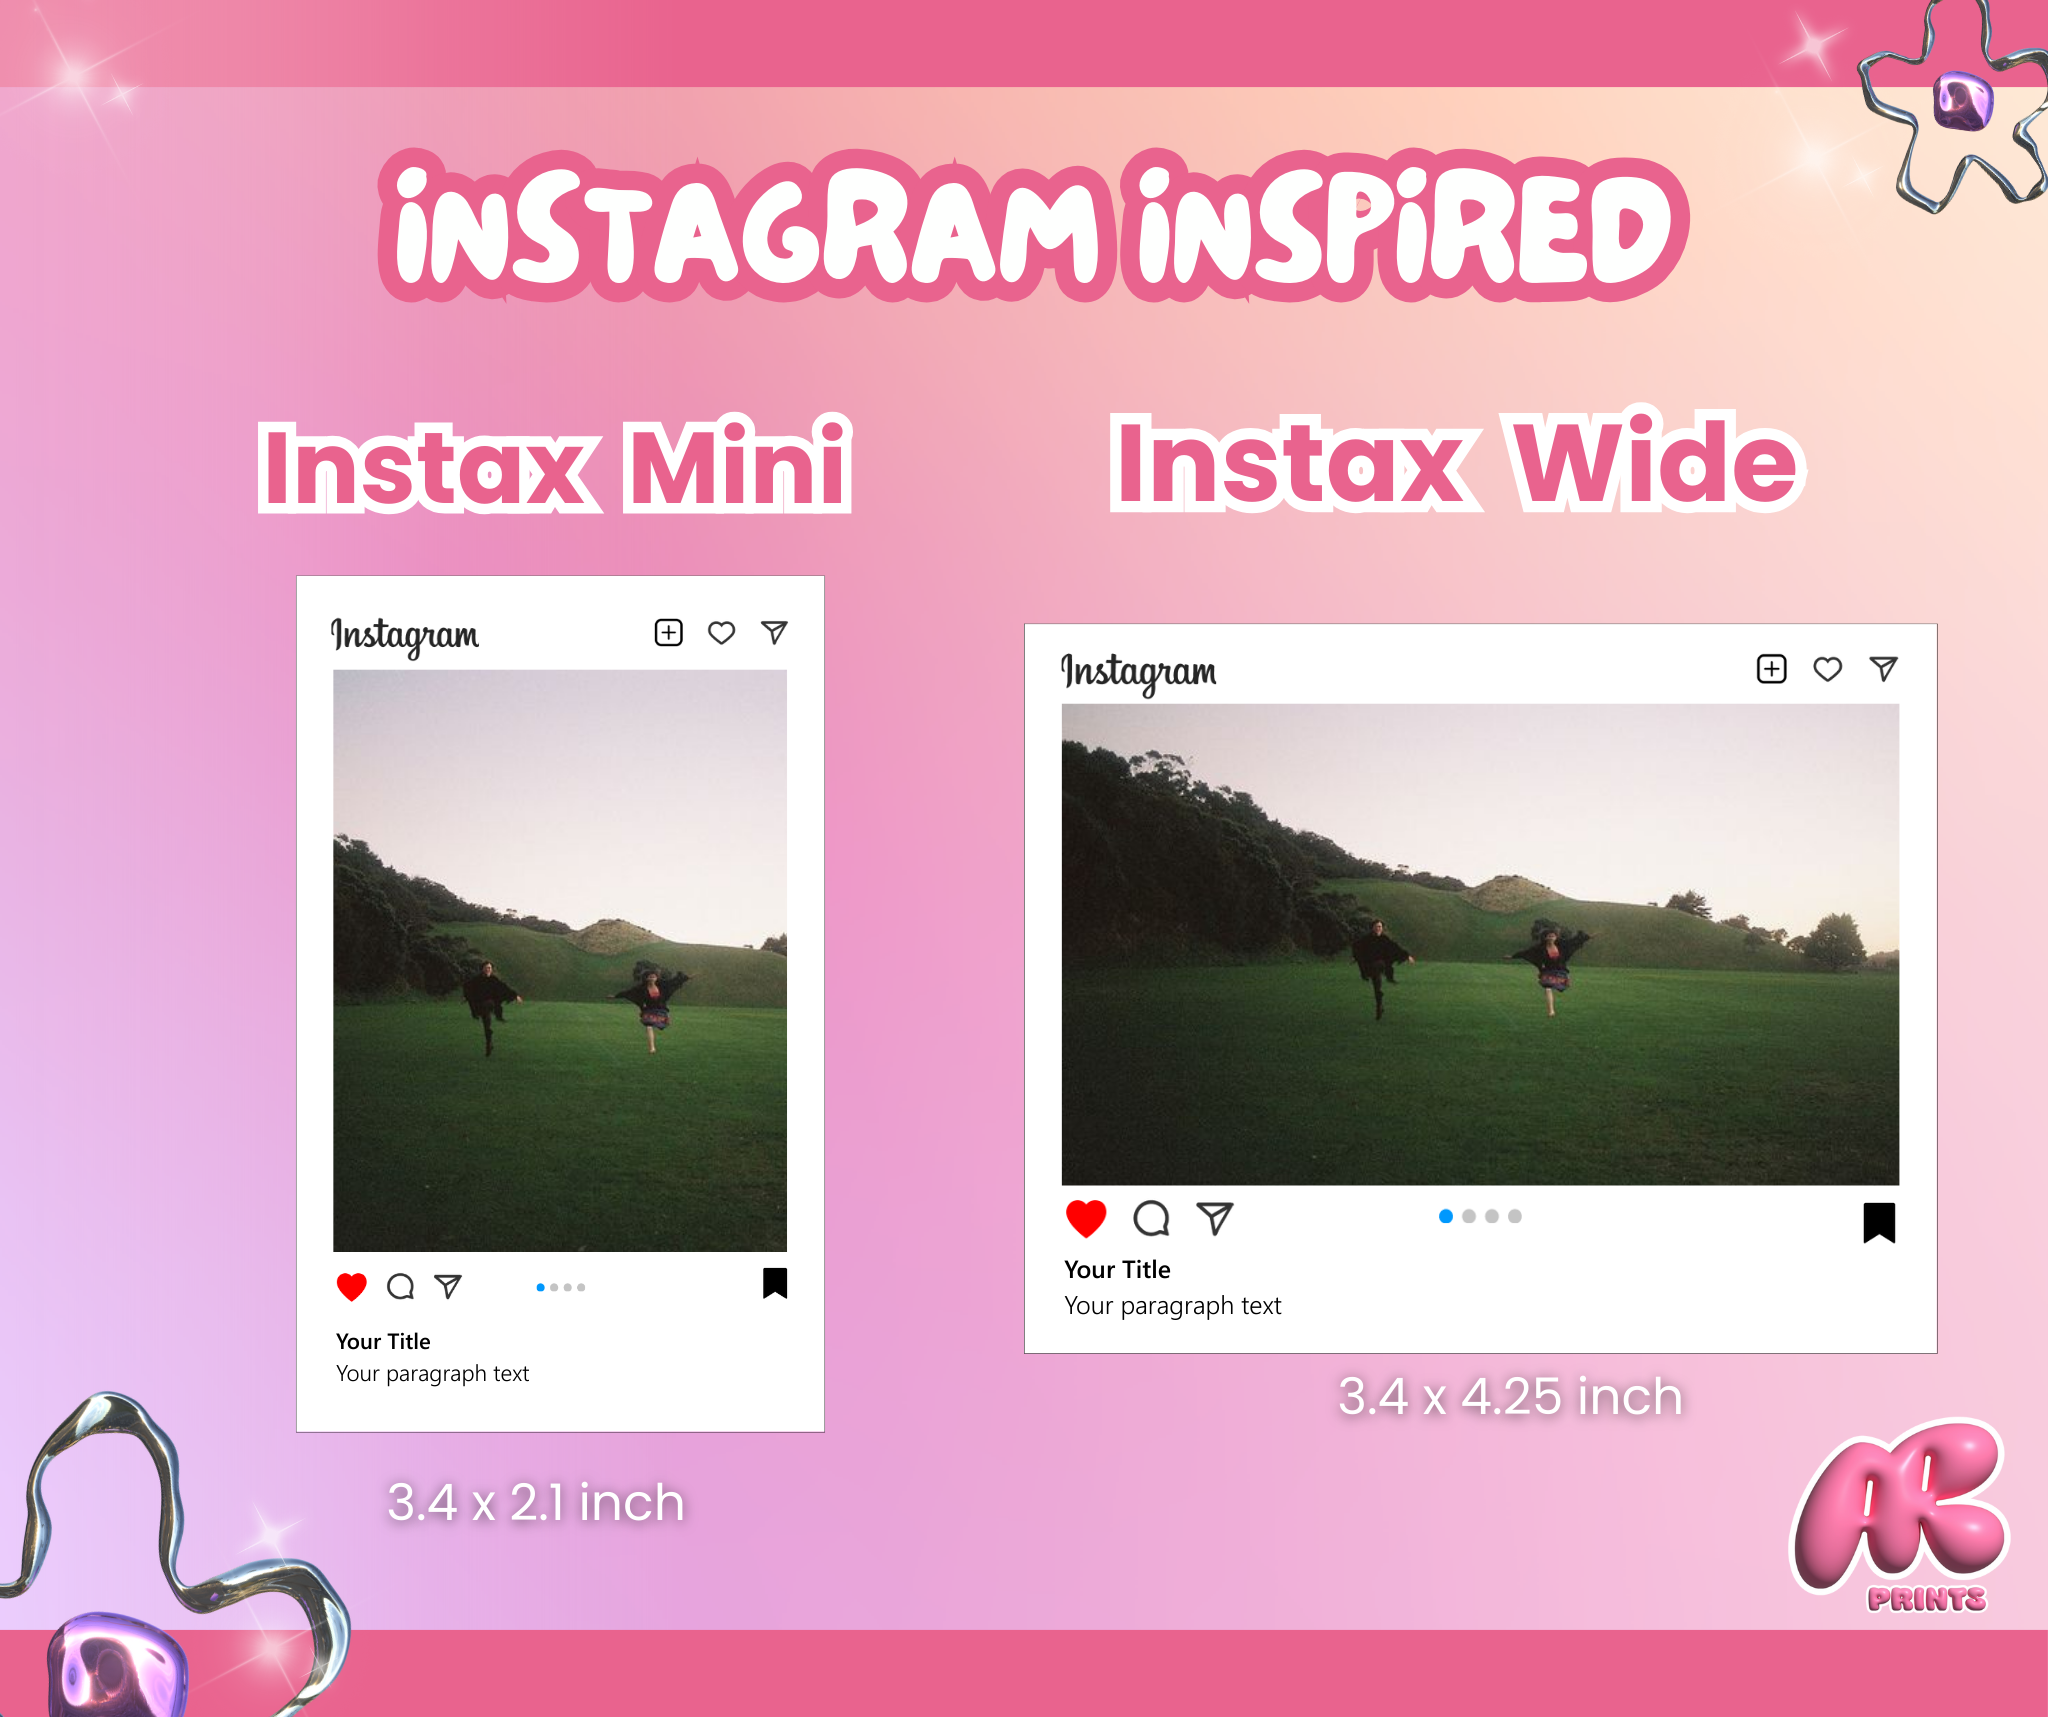 iNSTAGRAM iNSPiRED
Instax Mini
Instax Wide
Instagram
Your Title
Your paragraph text
3.4 x 2.1 inch
Instagram
Your Title
Your paragraph text
3.4 x 4.25 inch
AC
PRINTS